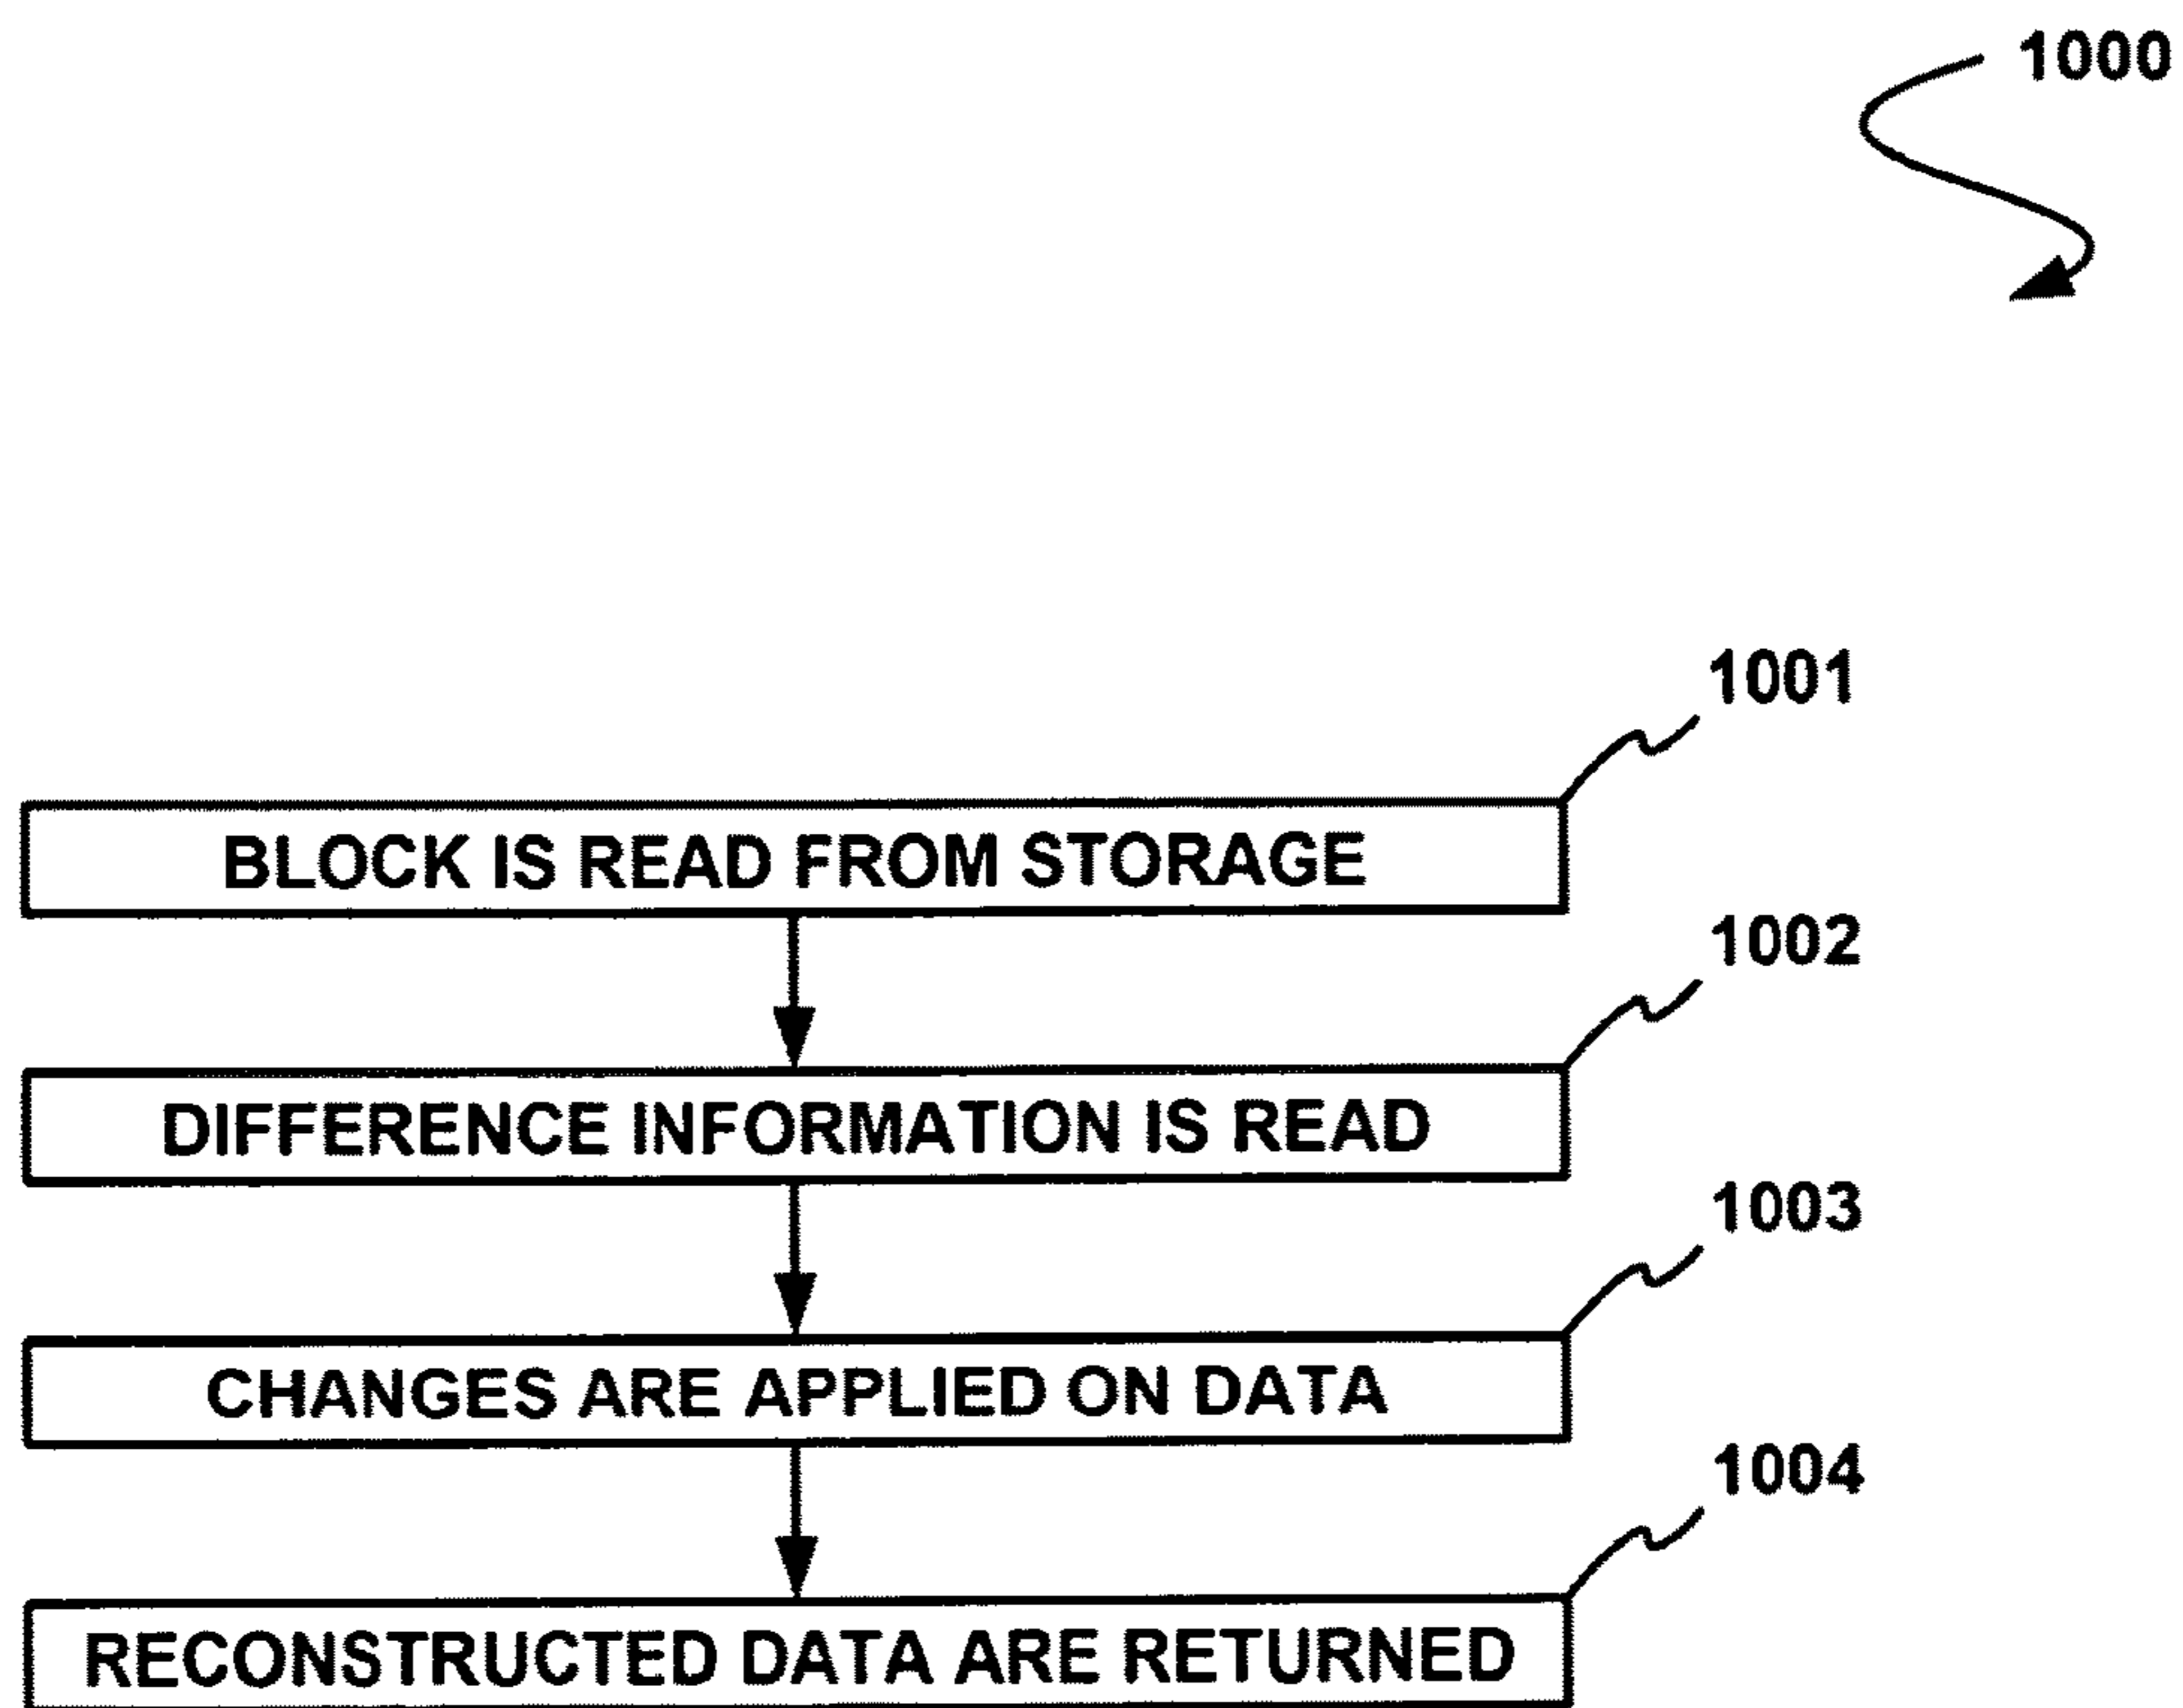 1000
1001
BLOCK IS READ FROM STORAGE
1002
DIFFERENCE INFORMATION IS READ
1003
CHANGES ARE APPLIED ON DATA
1004
RECONSTRUCTED DATA ARE RETURNED